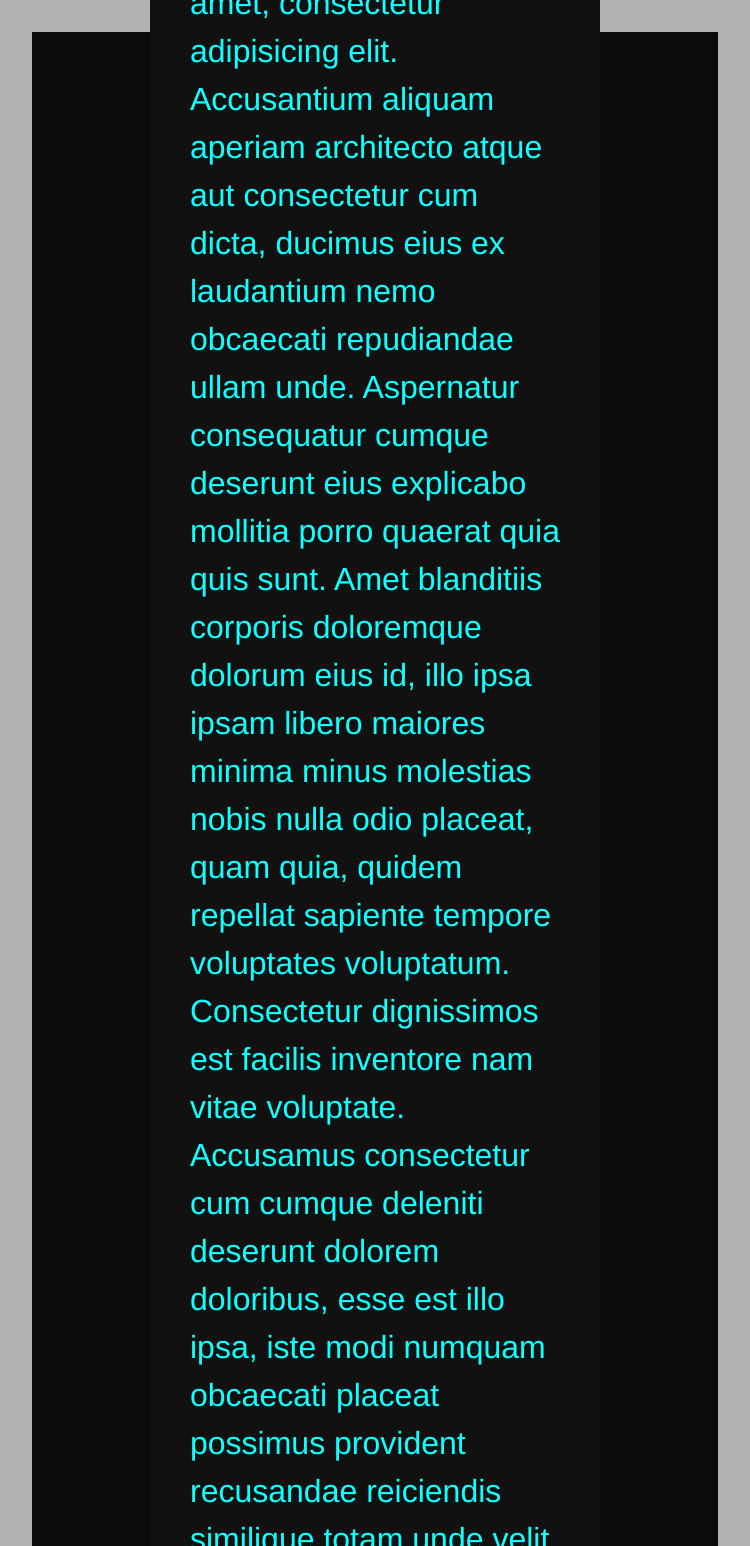 amet, consectetur
adipisicing elit.
Accusantium aliquam
aperiam architecto atque
aut consectetur cum
dicta, ducimus eius ex
laudantium nemo
obcaecati repudiandae
ullam unde. Aspernatur
consequatur cumque
deserunt eius explicabo
mollitia porro quaerat quia
quis sunt. Amet blanditiis
corporis doloremque
dolorum eius id, illo ipsa
ipsam libero maiores
minima minus molestias
nobis nulla odio placeat,
quam quia, quidem
repellat sapiente tempore
voluptates voluptatum.
Consectetur dignissimos
est facilis inventore nam
vitae voluptate.
Accusamus consectetur
cum cumque deleniti
deserunt dolorem
doloribus, esse est illo
ipsa, iste modi numquam
obcaecati placeat
possimus provident
recusandae reiciendis
similique totam unde velit